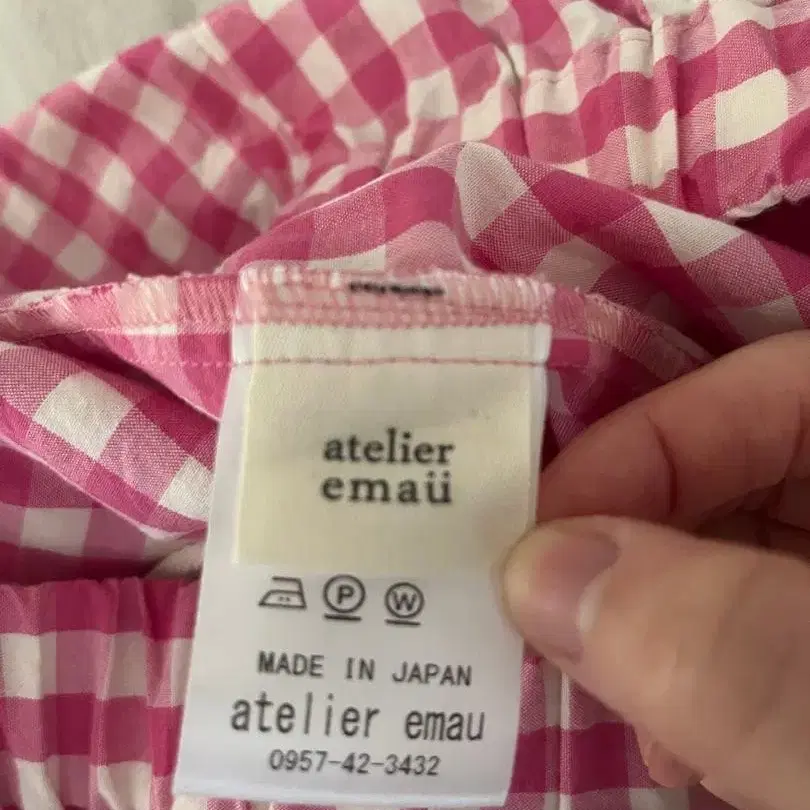 atelier
emaü
P W
MADE IN JAPAN
atelier emau
0957-42-3432